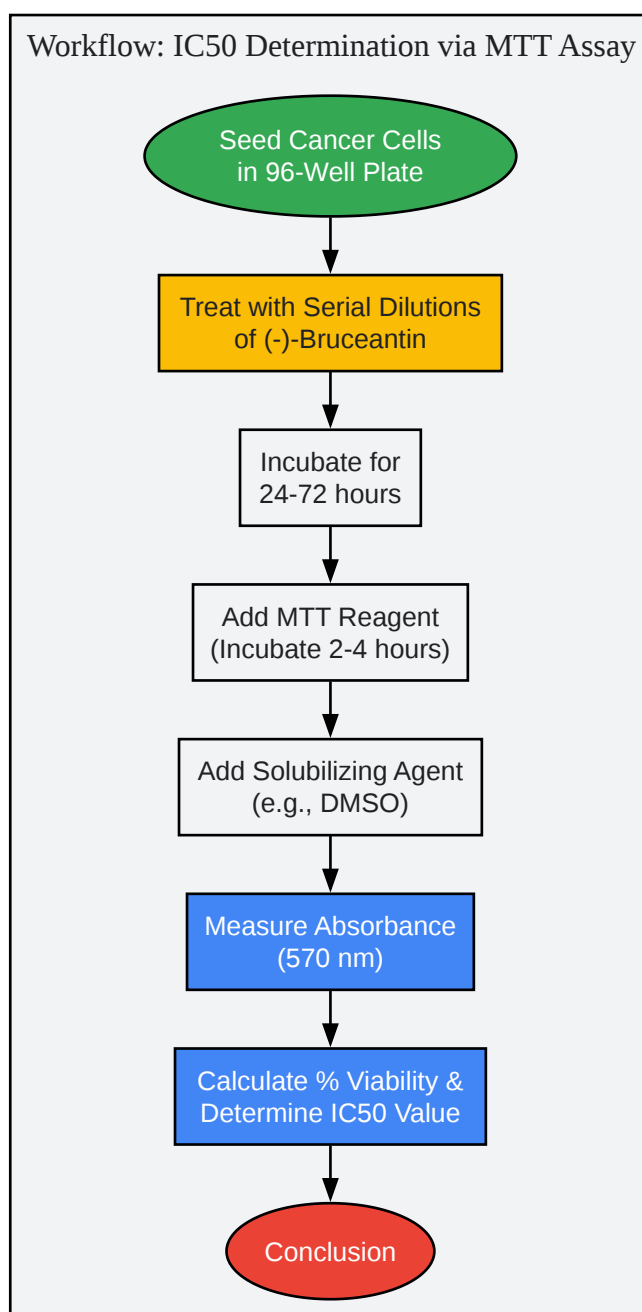 Workflow: IC50 Determination via MTT Assay
Seed Cancer Cells
in 96-Well Plate
Treat with Serial Dilutions
of (-)-Bruceantin
Incubate for
24-72 hours
Add MTT Reagent
(Incubate 2-4 hours)
Add Solubilizing Agent
(e.g., DMSO)
Measure Absorbance
(570 nm)
Calculate % Viability &
Determine IC50 Value
Conclusion